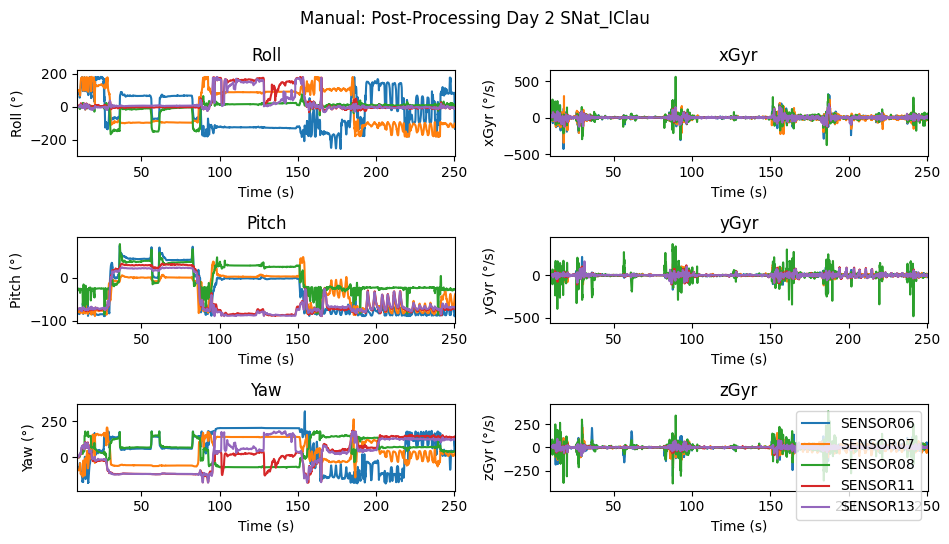 Manual: Post-Processing Day 2 SNat_IClau
Roll
Roll (°)
200
0
−200
50
100
150
200
250
Time (s)
xGyr
xGyr (°/s)
500
0
−500
50
100
150
200
250
Time (s)
Pitch
Pitch (°)
0
−100
50
100
150
200
250
Time (s)
yGyr
yGyr (°/s)
0
−500
50
100
150
200
250
Time (s)
Yaw
Yaw (°)
250
0
50
100
150
200
250
Time (s)
zGyr
zGyr (°/s)
250
0
−250
50
100
150
250
Time (s)
SENSOR06
SENSOR07
SENSOR08
SENSOR11
SENSOR13